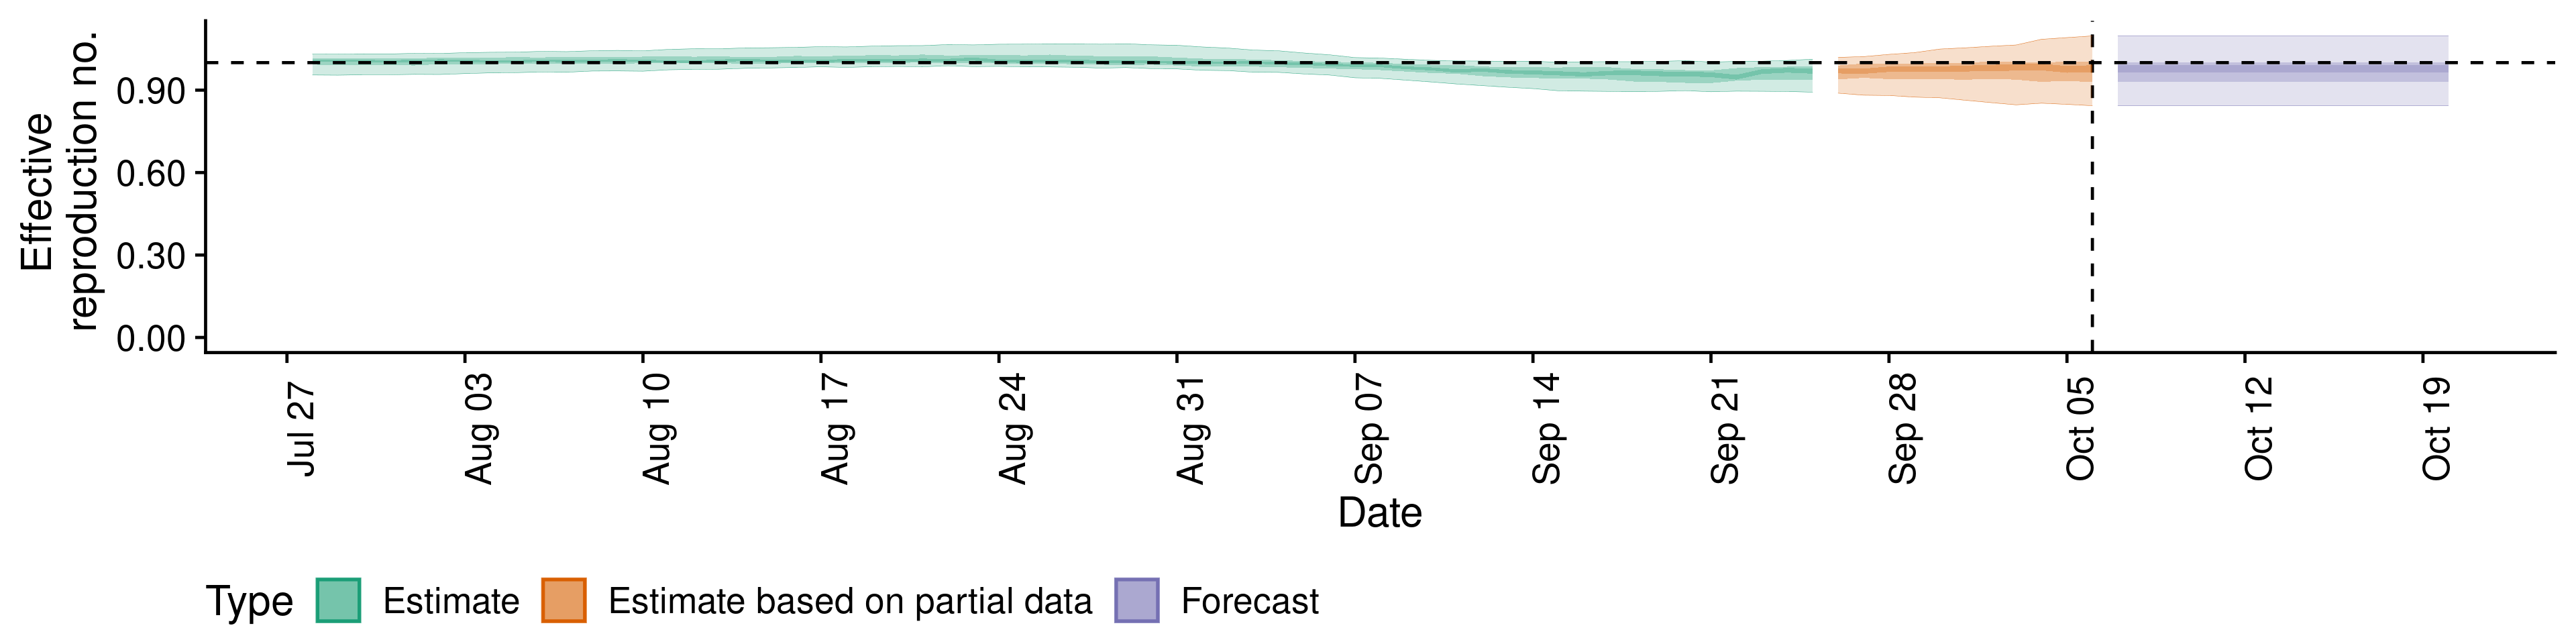 Effective
reproduction no.
0.90
0.60
0.30
0.00
Jul 27
Aug 03
Aug 10
Aug 17
Aug 24
Aug 31
Sep 07
Sep 14
Sep 21
Sep 28
Oct 05
Oct 12
Oct 19
Date
Type Estimate Estimate based on partial data Forecast